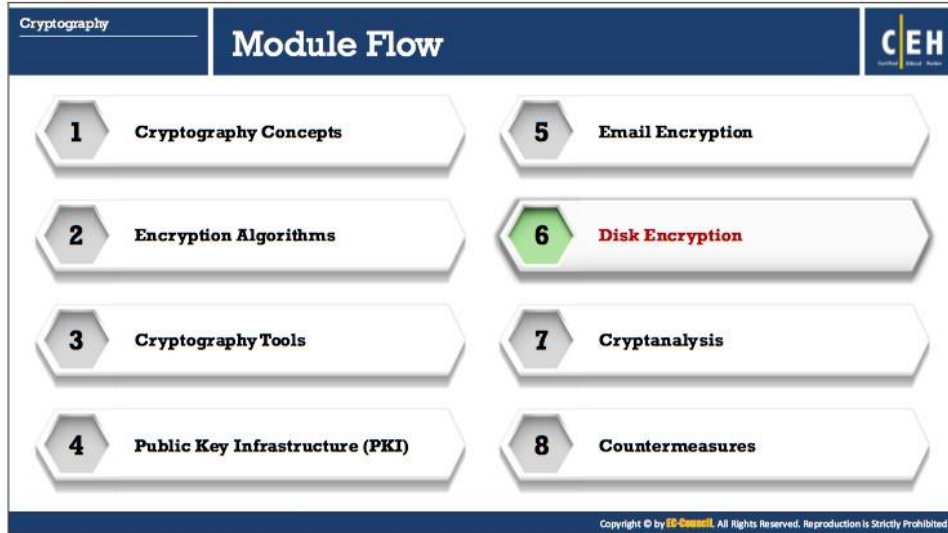 Cryptography
Module Flow
C|EH
1 Cryptography Concepts
2 Encryption Algorithms
3 Cryptography Tools
4 Public Key Infrastructure (PKI)
5 Email Encryption
6 Disk Encryption
7 Cryptanalysis
8 Countermeasures
Copyright © by EC-Council. All Rights Reserved. Reproduction is Strictly Prohibited